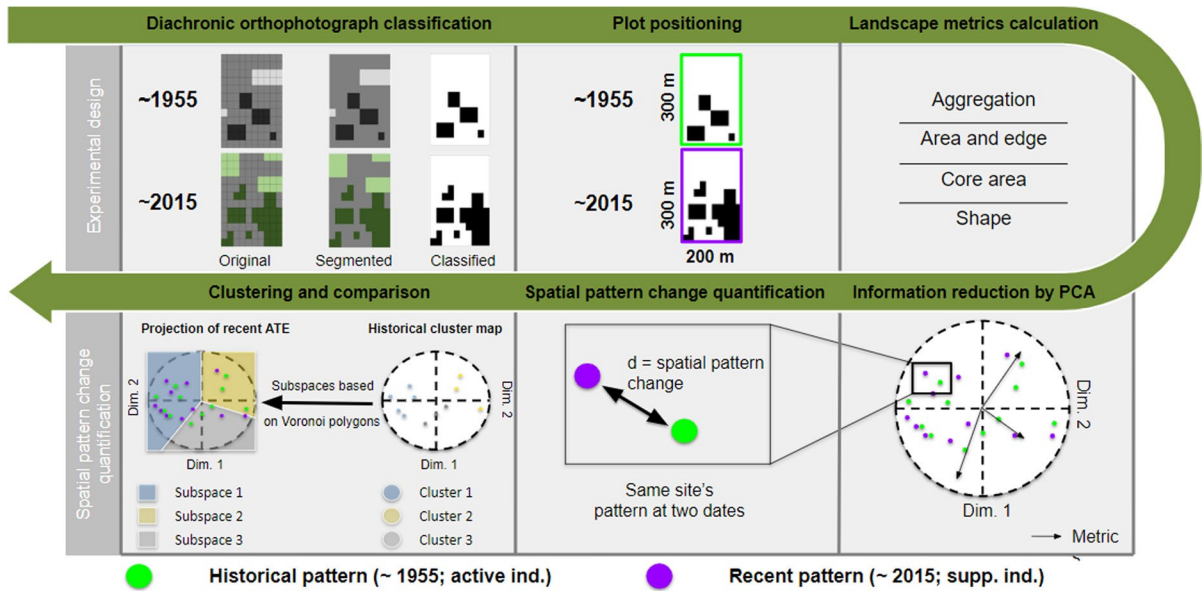 Diachronic orthophotograph classification
Plot positioning
Landscape metrics calculation
Experimental design
~1955
~2015
Original
Segmented
Classified
~1955
300 m
~2015
300 m
200 m
Aggregation
Area and edge
Core area
Shape
Clustering and comparison
Spatial pattern change quantification
Information reduction by PCA
Spatial pattern change
quantification
Projection of recent ATE
Historical cluster map
Dim. 2
Dim. 1
Subspaces based
on Voronoi polygons
Dim. 2
Dim. 1
Subspace 1
Subspace 2
Subspace 3
Cluster 1
Cluster 2
Cluster 3
d = spatial pattern
change
Same site's
pattern at two dates
Dim. 2
Dim. 1
Metric
Historical pattern (~ 1955; active ind.)
Recent pattern (~ 2015; supp. ind.)